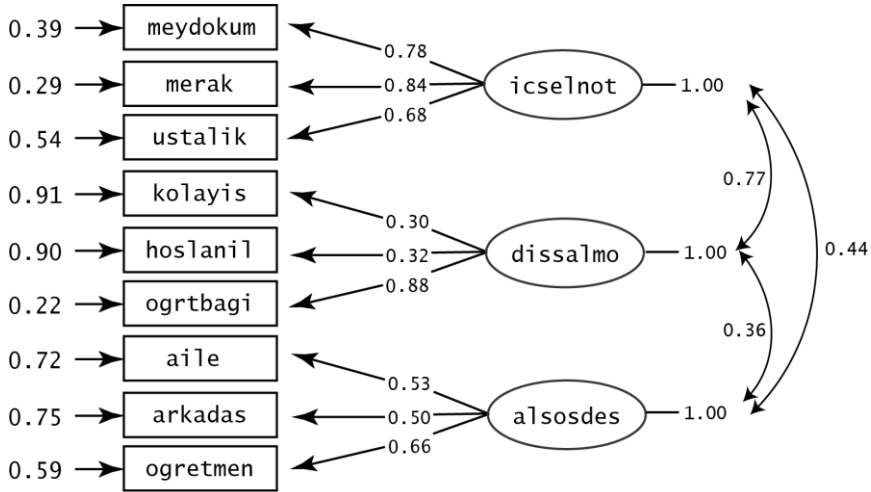 0.39 meydokum
0.78
0.29 merak 0.84 icselnot 1.00
0.68
0.54 ustalik
0.91 kolayis 0.77
0.30
0.90 hoslanil 0.32 dissalmo 1.00 0.44
0.88
0.22 ogrtbagi
0.36
0.72 aile
0.53
0.75 arkadas 0.50 alsosdes 1.00
0.66
0.59 ogretmen